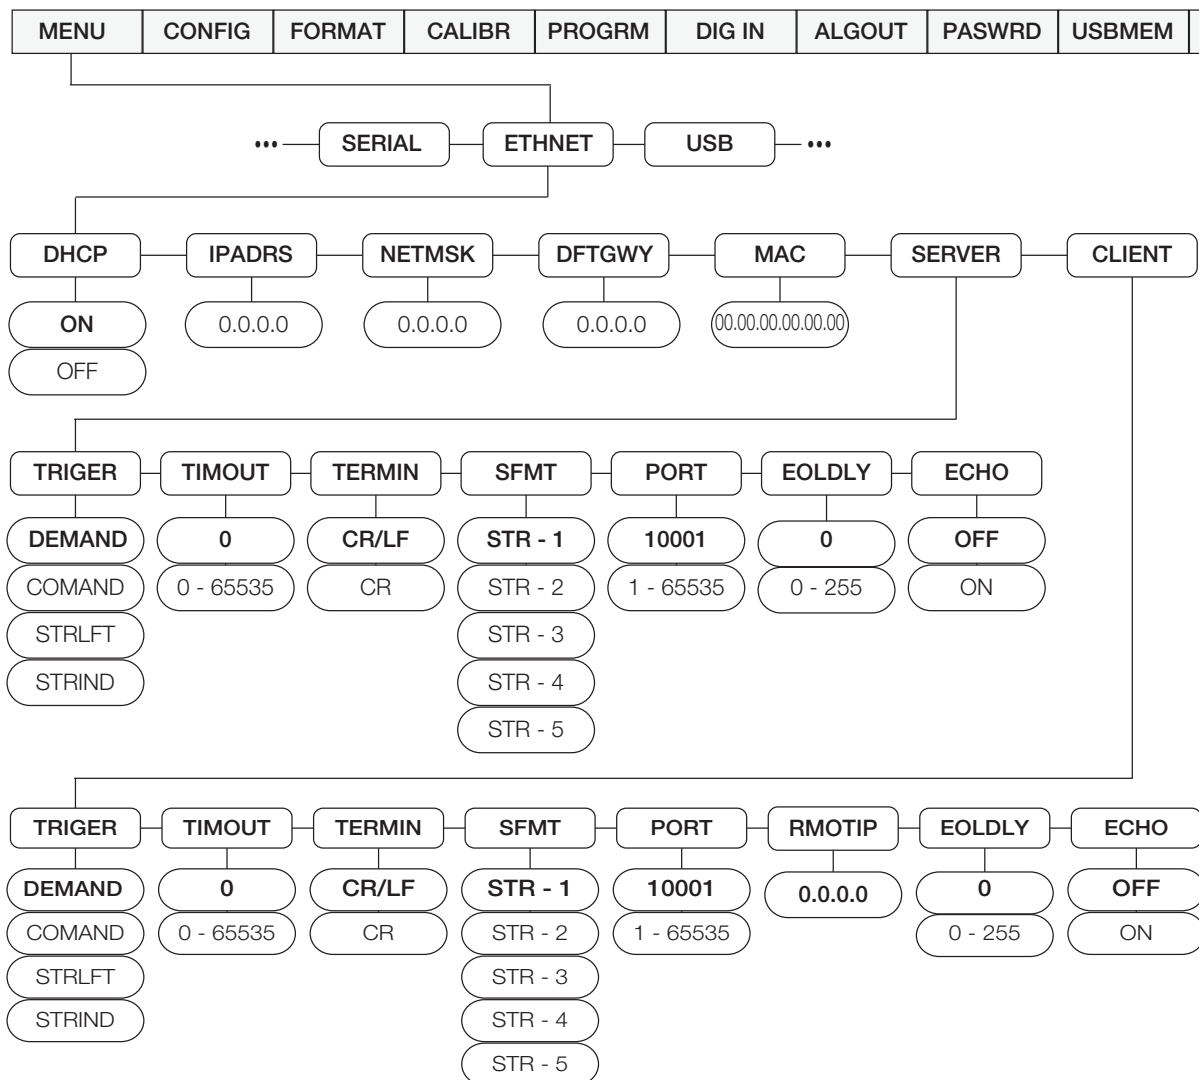 MENU CONFIG FORMAT CALIBR PROGRM DIG IN ALGOUT PASWRD USBMEM
••• SERIAL ETHNET USB •••
DHCP IPADRS NETMSK DFTGWY MAC SERVER CLIENT
ON 0.0.0.0 0.0.0.0 0.0.0.0 00.00.00.00.00.00
OFF
TRIGER TIMOUT TERMIN SFMT PORT EOLDLY ECHO
DEMAND 0 CR/LF STR - 1 10001 0 OFF
COMAND 0 - 65535 CR STR - 2 1 - 65535 0 - 255 ON
STRLFT STR - 3
STRIND STR - 4
STR - 5
TRIGER TIMOUT TERMIN SFMT PORT RMOTIP EOLDLY ECHO
DEMAND 0 CR/LF STR - 1 10001 0.0.0.0 0 OFF
COMAND 0 - 65535 CR STR - 2 1 - 65535 0 - 255 ON
STRLFT STR - 3
STRIND STR - 4
STR - 5